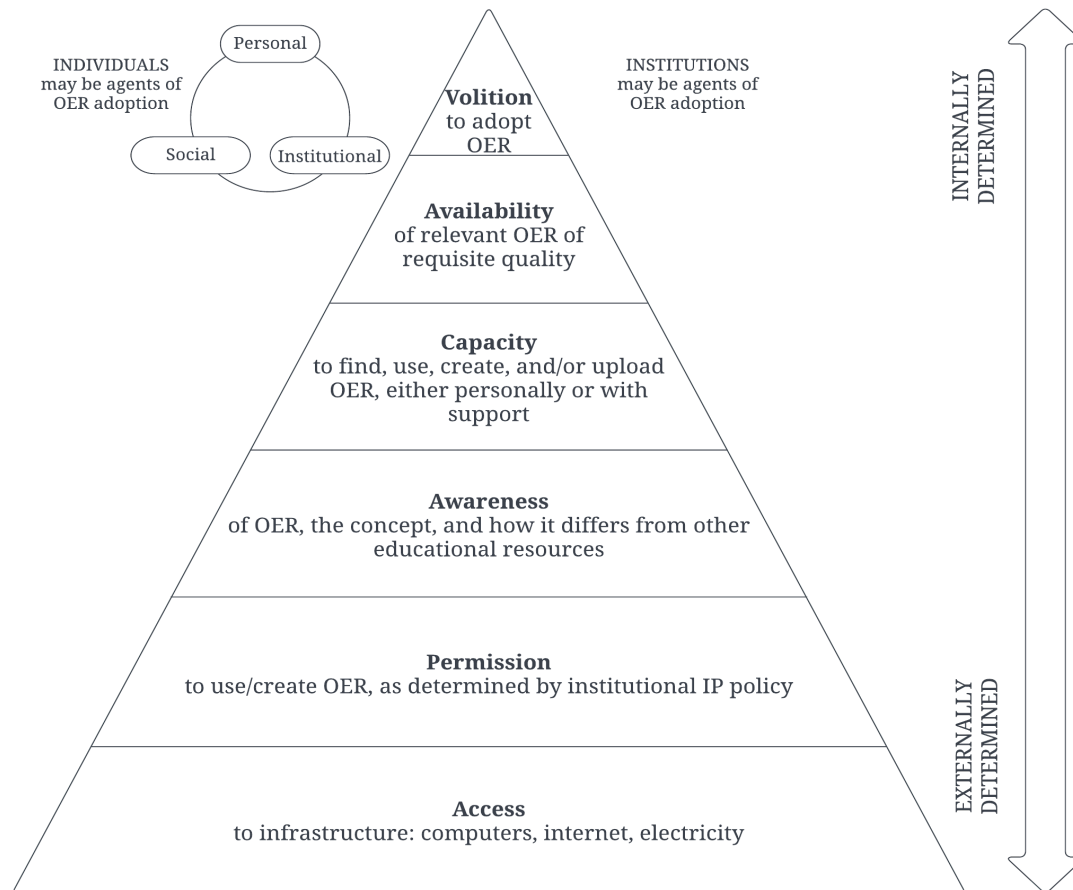 Personal
INDIVIDUALS
may be agents of
OER adoption
Social
Institutional
INSTITUTIONS
may be agents of
OER adoption
Volition
to adopt
OER
Availability
of relevant OER of
requisite quality
Capacity
to find, use, create, and/or upload
OER, either personally or with
support
Awareness
of OER, the concept, and how it differs from other
educational resources
Permission
to use/create OER, as determined by institutional IP policy
Access
to infrastructure: computers, internet, electricity
INTERNALLY
DETERMINED
EXTERNALLY
DETERMINED